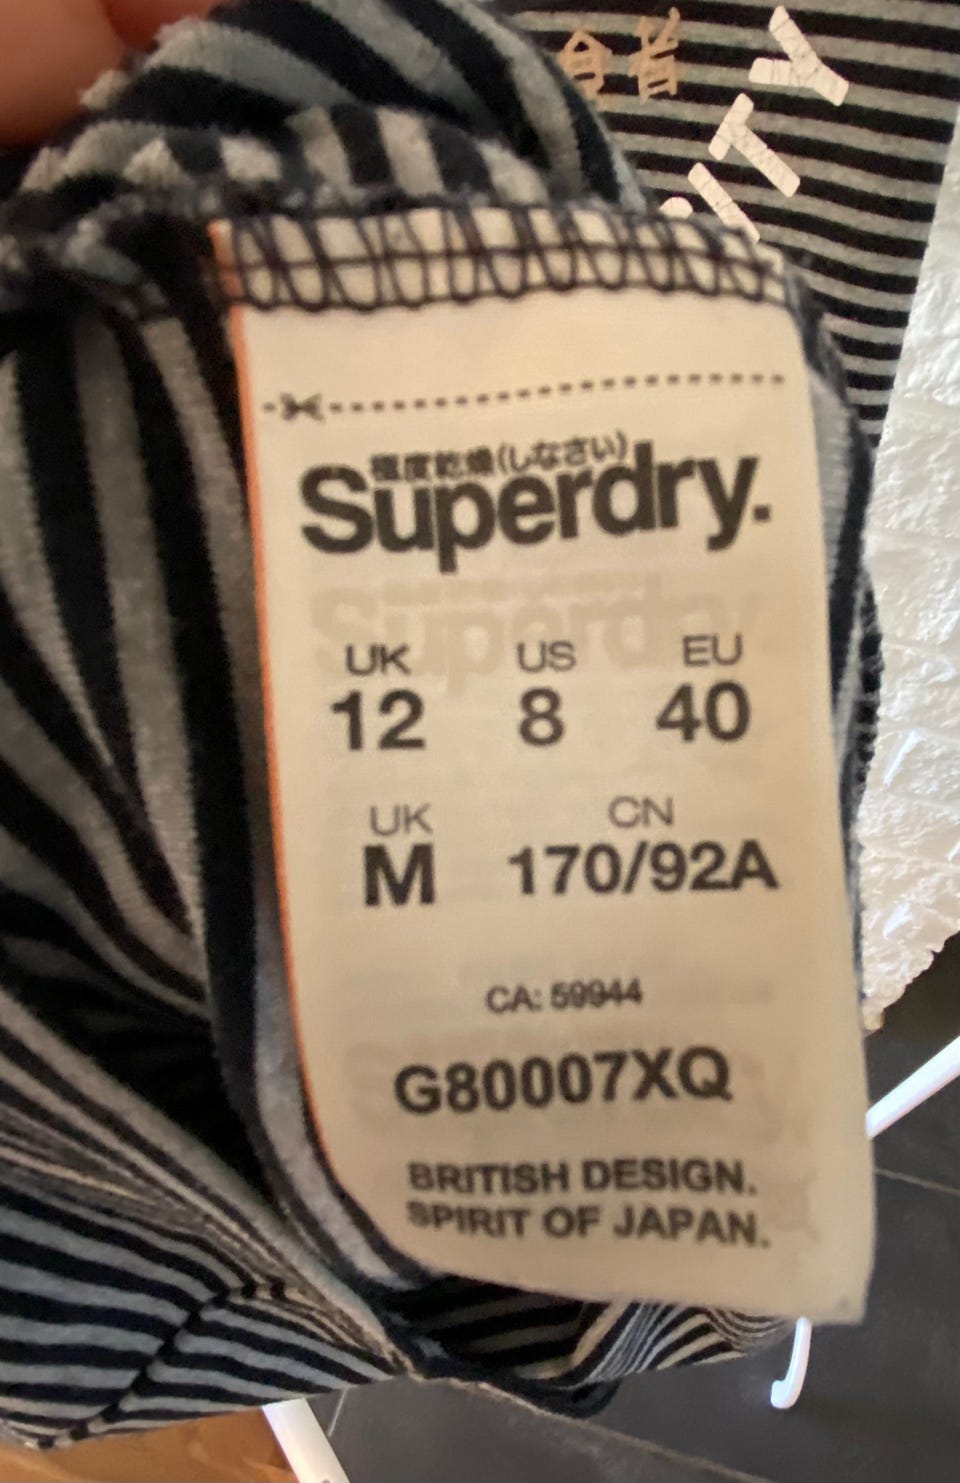 ITY
極度乾燥(しなさい)
Superdry.
UK US EU
12 8 40
UK CN
M 170/92A
CA: 59944
G80007XQ
BRITISH DESIGN.
SPIRIT OF JAPAN.